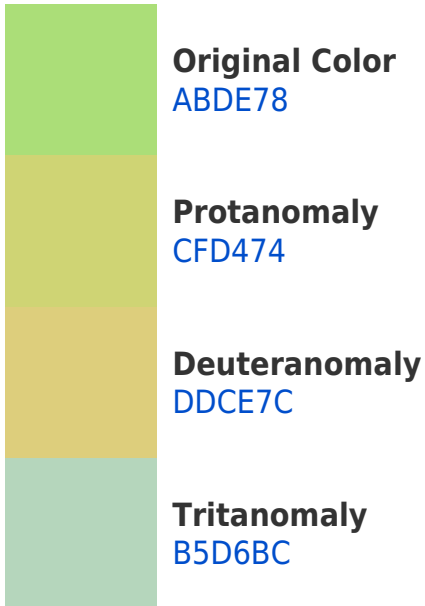 Original Color
ABDE78
Protanomaly
CFD474
Deuteranomaly
DDCE7C
Tritanomaly
B5D6BC